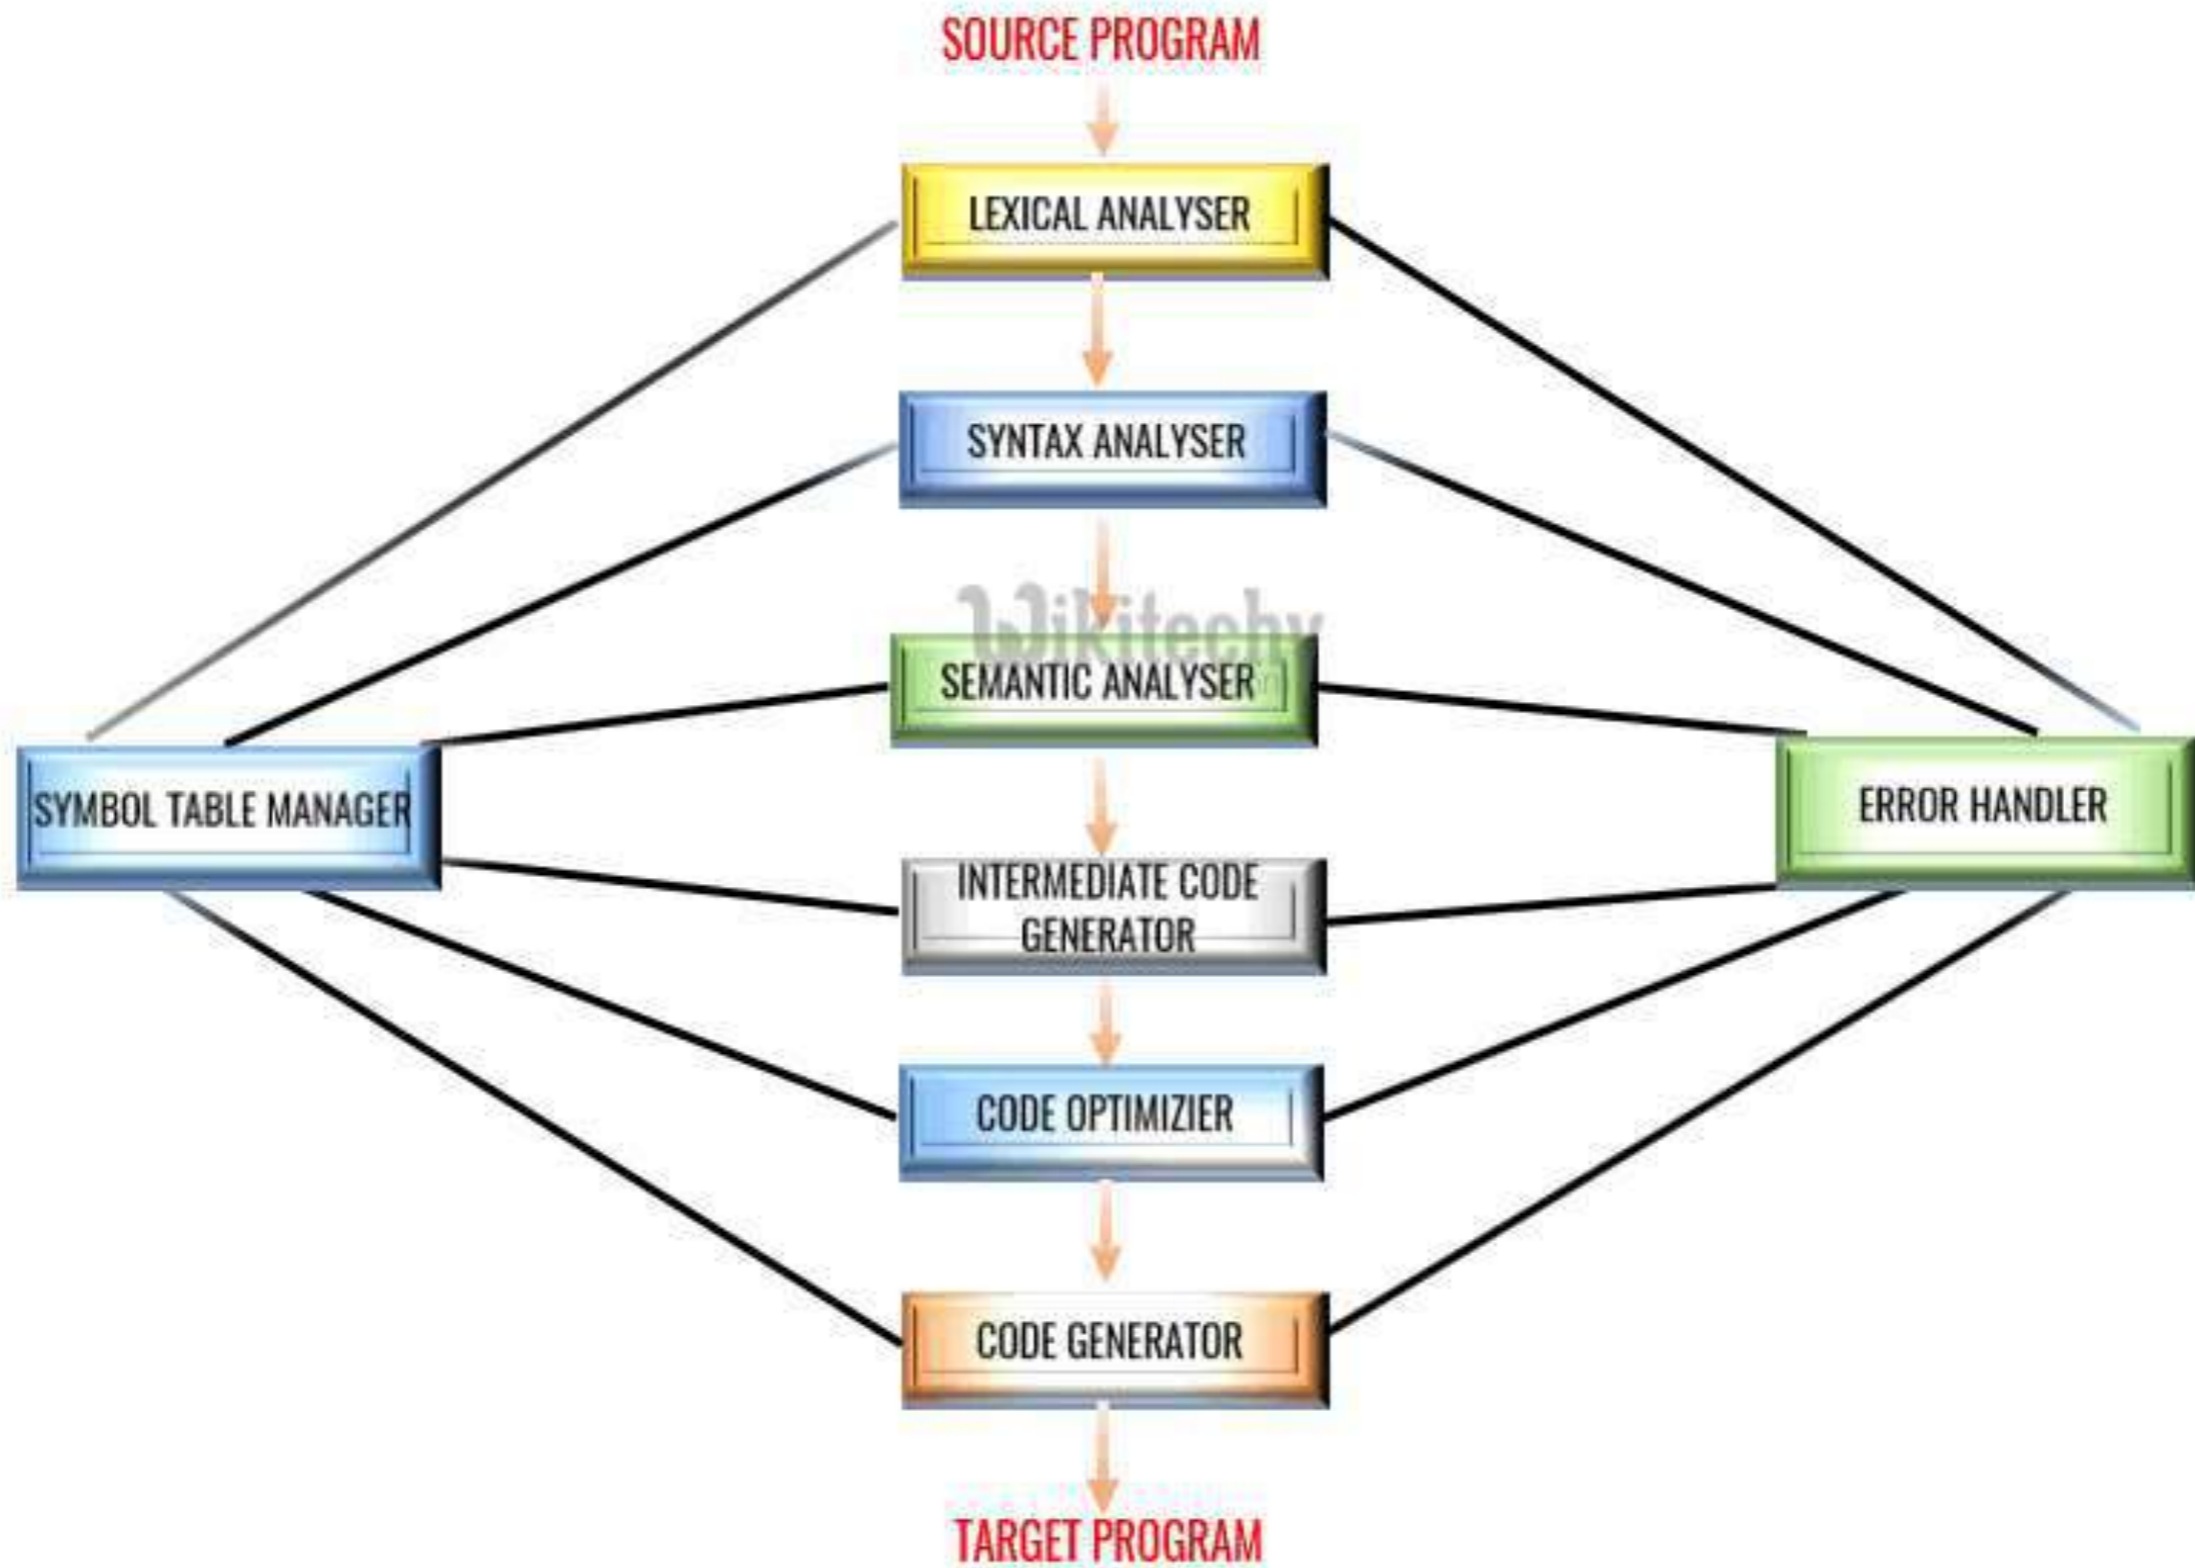 SOURCE PROGRAM
LEXICAL ANALYSER
SYNTAX ANALYSER
Wikitechy
SEMANTIC ANALYSER
SYMBOL TABLE MANAGER
ERROR HANDLER
INTERMEDIATE CODE
GENERATOR
CODE OPTIMIZIER
CODE GENERATOR
TARGET PROGRAM